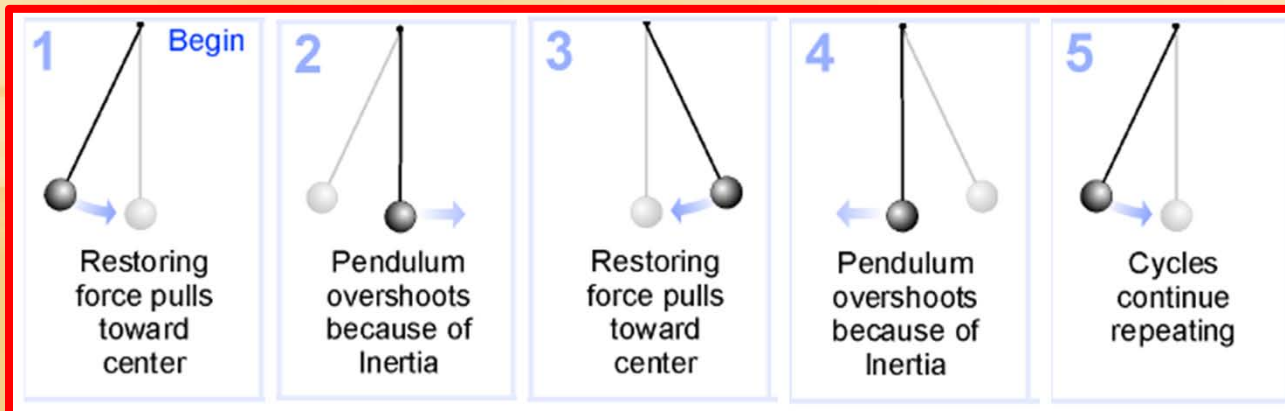 1 Begin
Restoring
force pulls
toward
center
2
Pendulum
overshoots
because of
Inertia
3
Restoring
force pulls
toward
center
4
Pendulum
overshoots
because of
Inertia
5
Cycles
continue
repeating